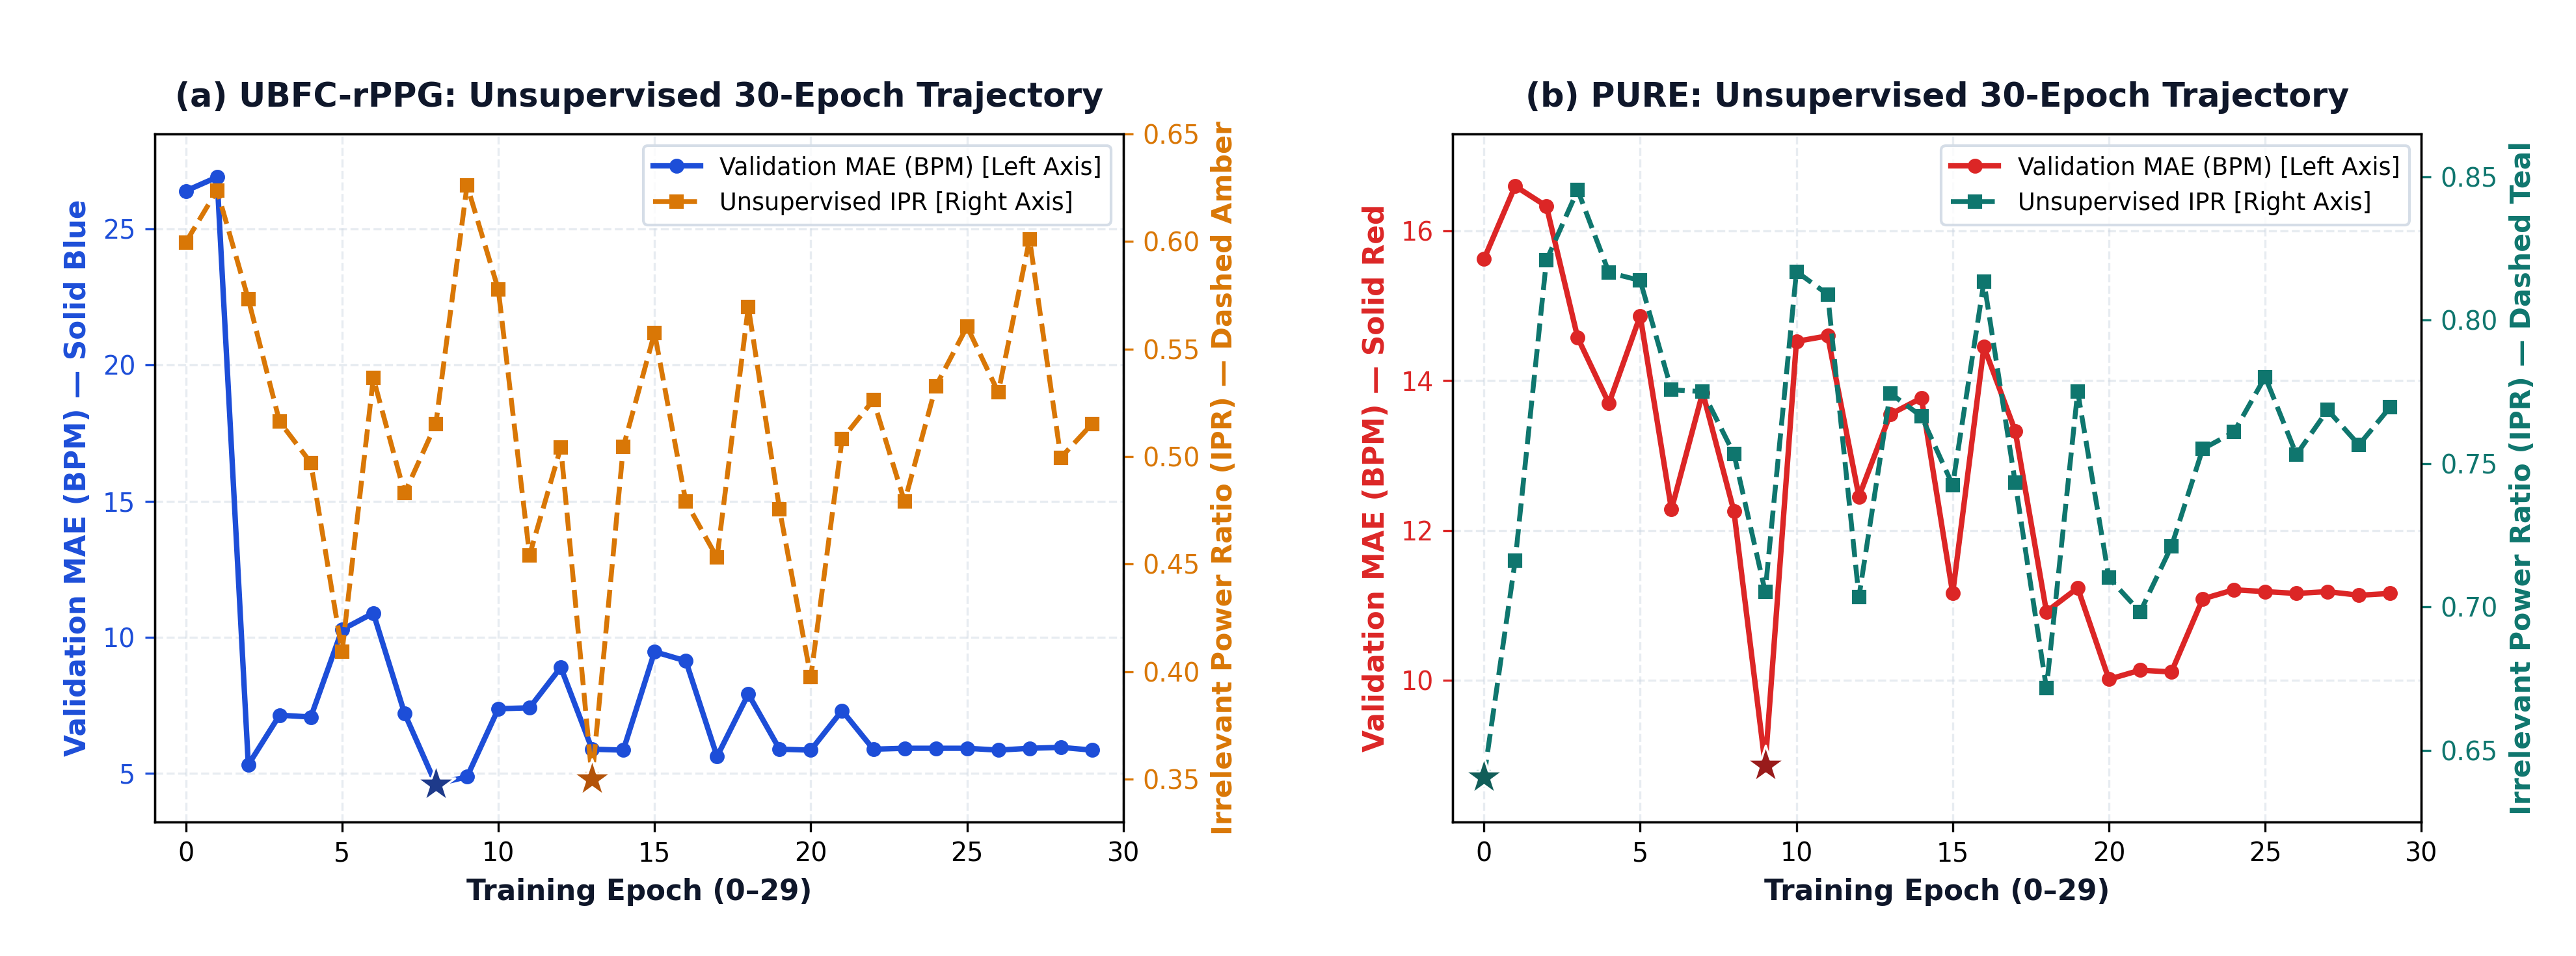 (a) UBFC-rPPG: Unsupervised 30-Epoch Trajectory
Validation MAE (BPM) [Left Axis]
Unsupervised IPR [Right Axis]
Validation MAE (BPM) — Solid Blue
25
20
15
10
5
0.65
0.60
0.55
0.50
0.45
0.40
0.35
Irrelevant Power Ratio (IPR) — Dashed Amber
0 5 10 15 20 25 30
Training Epoch (0–29)
(b) PURE: Unsupervised 30-Epoch Trajectory
Validation MAE (BPM) [Left Axis]
Unsupervised IPR [Right Axis]
Validation MAE (BPM) — Solid Red
16
14
12
10
0.85
0.80
0.75
0.70
0.65
Irrelevant Power Ratio (IPR) — Dashed Teal
0 5 10 15 20 25 30
Training Epoch (0–29)